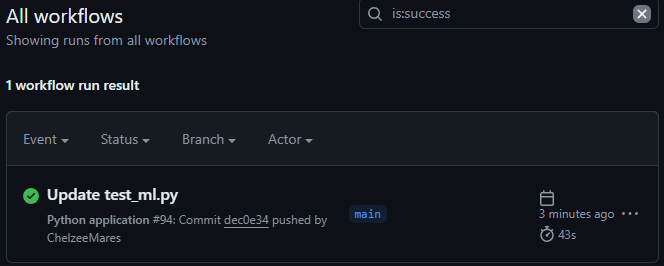 All workflows
is:success
Showing runs from all workflows
1 workflow run result
Event Status Branch Actor
Update test_ml.py
Python application #94: Commit dec0e34 pushed by
ChelzeeMares
main
3 minutes ago
43s